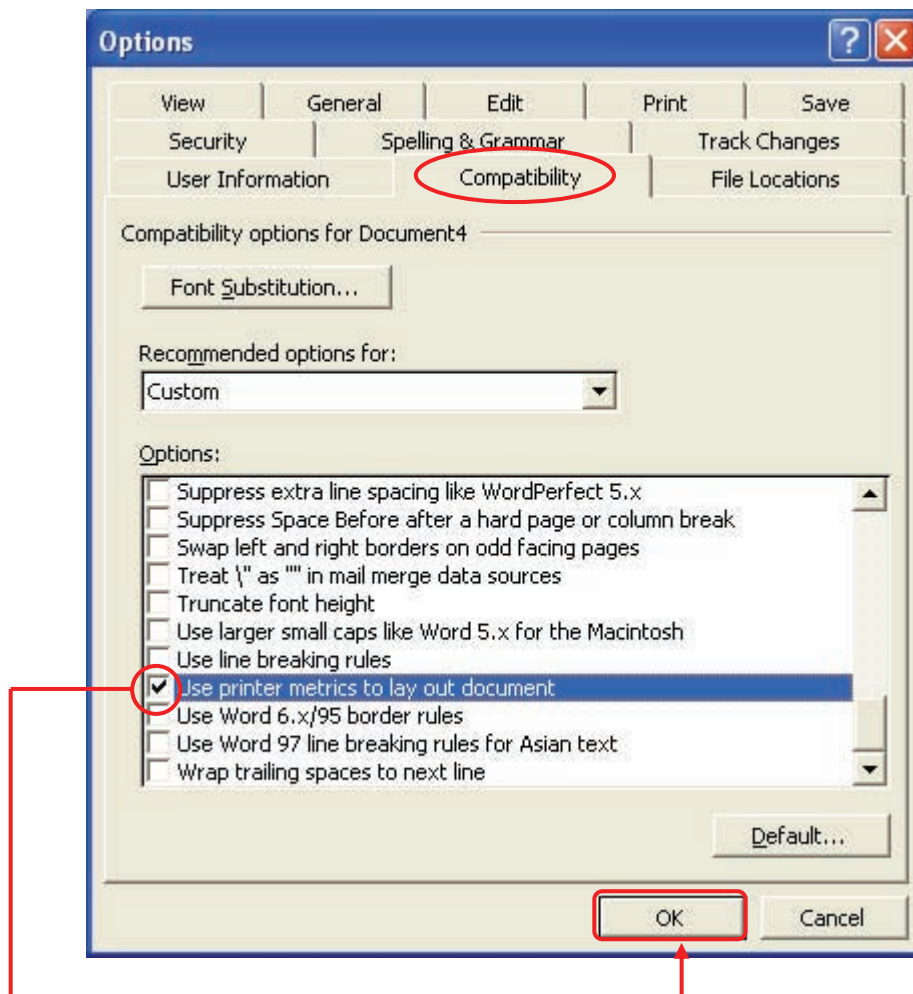 Options
View General Edit Print Save
Security Spelling & Grammar Track Changes
User Information Compatibility File Locations
Compatibility options for Document4
Font Substitution...
Recommended options for:
Custom
Options:
Suppress extra line spacing like WordPerfect 5.x
Suppress Space Before after a hard page or column break
Swap left and right borders on odd facing pages
Treat \" as "" in mail merge data sources
Truncate font height
Use larger small caps like Word 5.x for the Macintosh
Use line breaking rules
Use printer metrics to lay out document
Use Word 6.x/95 border rules
Use Word 97 line breaking rules for Asian text
Wrap trailing spaces to next line
Default...
OK Cancel